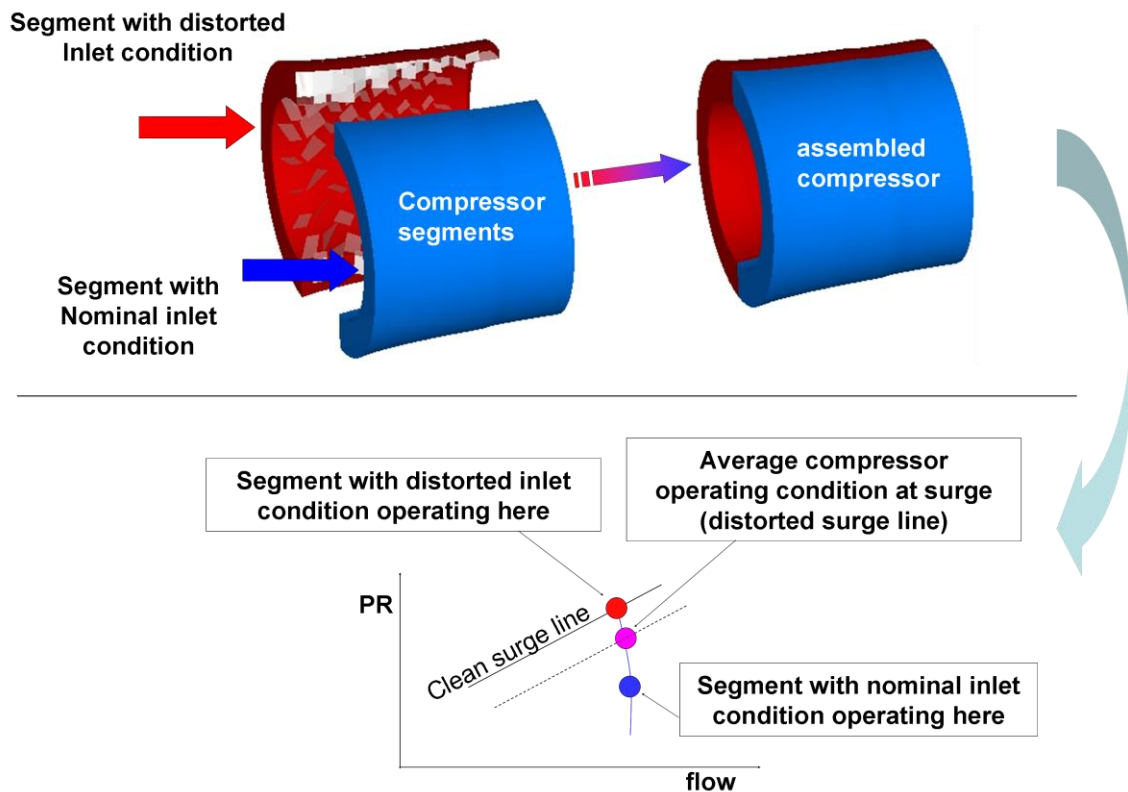 Segment with distorted
Inlet condition
Compressor
segments
assembled
compressor
Segment with
Nominal inlet
condition
Segment with distorted inlet
condition operating here
Average compressor
operating condition at surge
(distorted surge line)
PR
Clean surge line
Segment with nominal inlet
condition operating here
flow